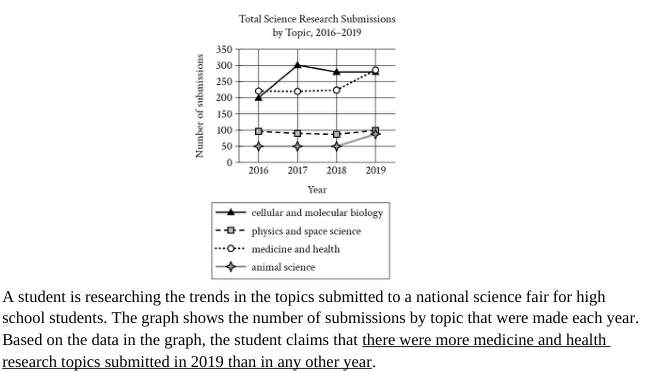 Total Science Research Submissions
by Topic, 2016–2019
Number of submissions
350
300
250
200
150
100
50
0
2016 2017 2018 2019
Year
cellular and molecular biology
physics and space science
medicine and health
animal science
A student is researching the trends in the topics submitted to a national science fair for high
school students. The graph shows the number of submissions by topic that were made each year.
Based on the data in the graph, the student claims that there were more medicine and health
research topics submitted in 2019 than in any other year.